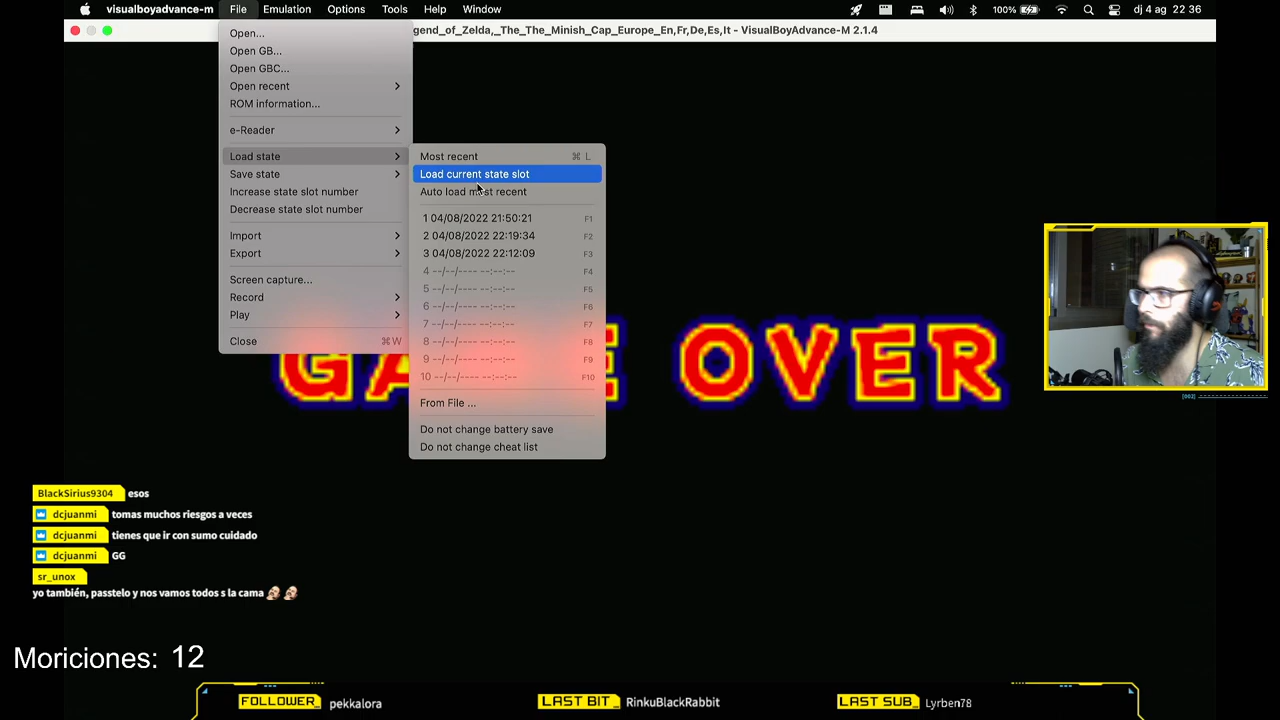 visualboyadvance-m File Emulation Options Tools Help Window 100% dj 4 ag 22 36
gend_of_Zelda,_The_The_Minish_Cap_Europe_En,Fr,De,Es,It - VisualBoyAdvance-M 2.1.4
Open...
Open GB...
Open GBC...
Open recent
ROM information...
e-Reader
Load state
Save state
Increase state slot number
Decrease state slot number
Import
Export
Screen capture...
Record
Play
Close ⌘W
Most recent ⌘ L
Load current state slot
Auto load most recent
1 04/08/2022 21:50:21 F1
2 04/08/2022 22:19:34 F2
3 04/08/2022 22:12:09 F3
4 --/--/---- --:--:-- F4
5 --/--/---- --:--:-- F5
6 --/--/---- --:--:-- F6
7 --/--/---- --:--:-- F7
8 --/--/---- --:--:-- F8
9 --/--/---- --:--:-- F9
10 --/--/---- --:--:-- F10
From File ...
Do not change battery save
Do not change cheat list
GAME OVER
[002]
BlackSirius9304 esos
dcjuanmi tomas muchos riesgos a veces
dcjuanmi tienes que ir con sumo cuidado
dcjuanmi GG
sr_unox
yo también, passtelo y nos vamos todos s la cama
Moriciones: 12
FOLLOWER pekkalora LAST BIT RinkuBlackRabbit LAST SUB Lyrben78